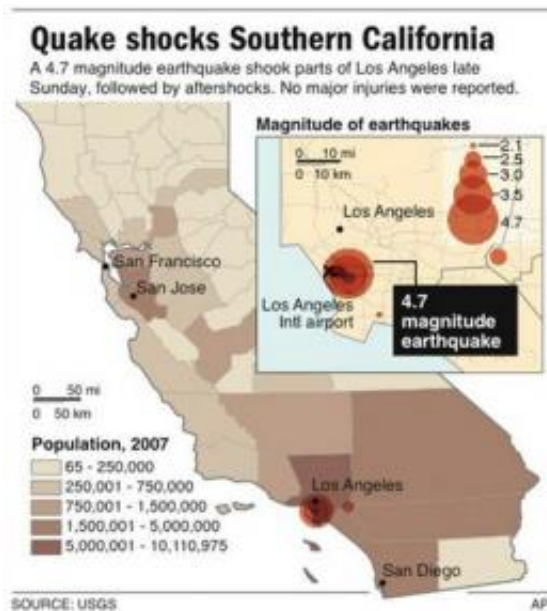 Quake shocks Southern California
A 4.7 magnitude earthquake shook parts of Los Angeles late
Sunday, followed by aftershocks. No major injuries were reported.
Magnitude of earthquakes
0 10 mi
0 10 km
2.1
2.5
3.0
3.5
4.7
Los Angeles
Los Angeles
Intl airport
4.7
magnitude
earthquake
San Francisco
San Jose
0 50 mi
0 50 km
Population, 2007
65 - 250,000
250,001 - 750,000
750,001 - 1,500,000
1,500,001 - 5,000,000
5,000,001 - 10,110,975
Los Angeles
San Diego
SOURCE: USGS
AP